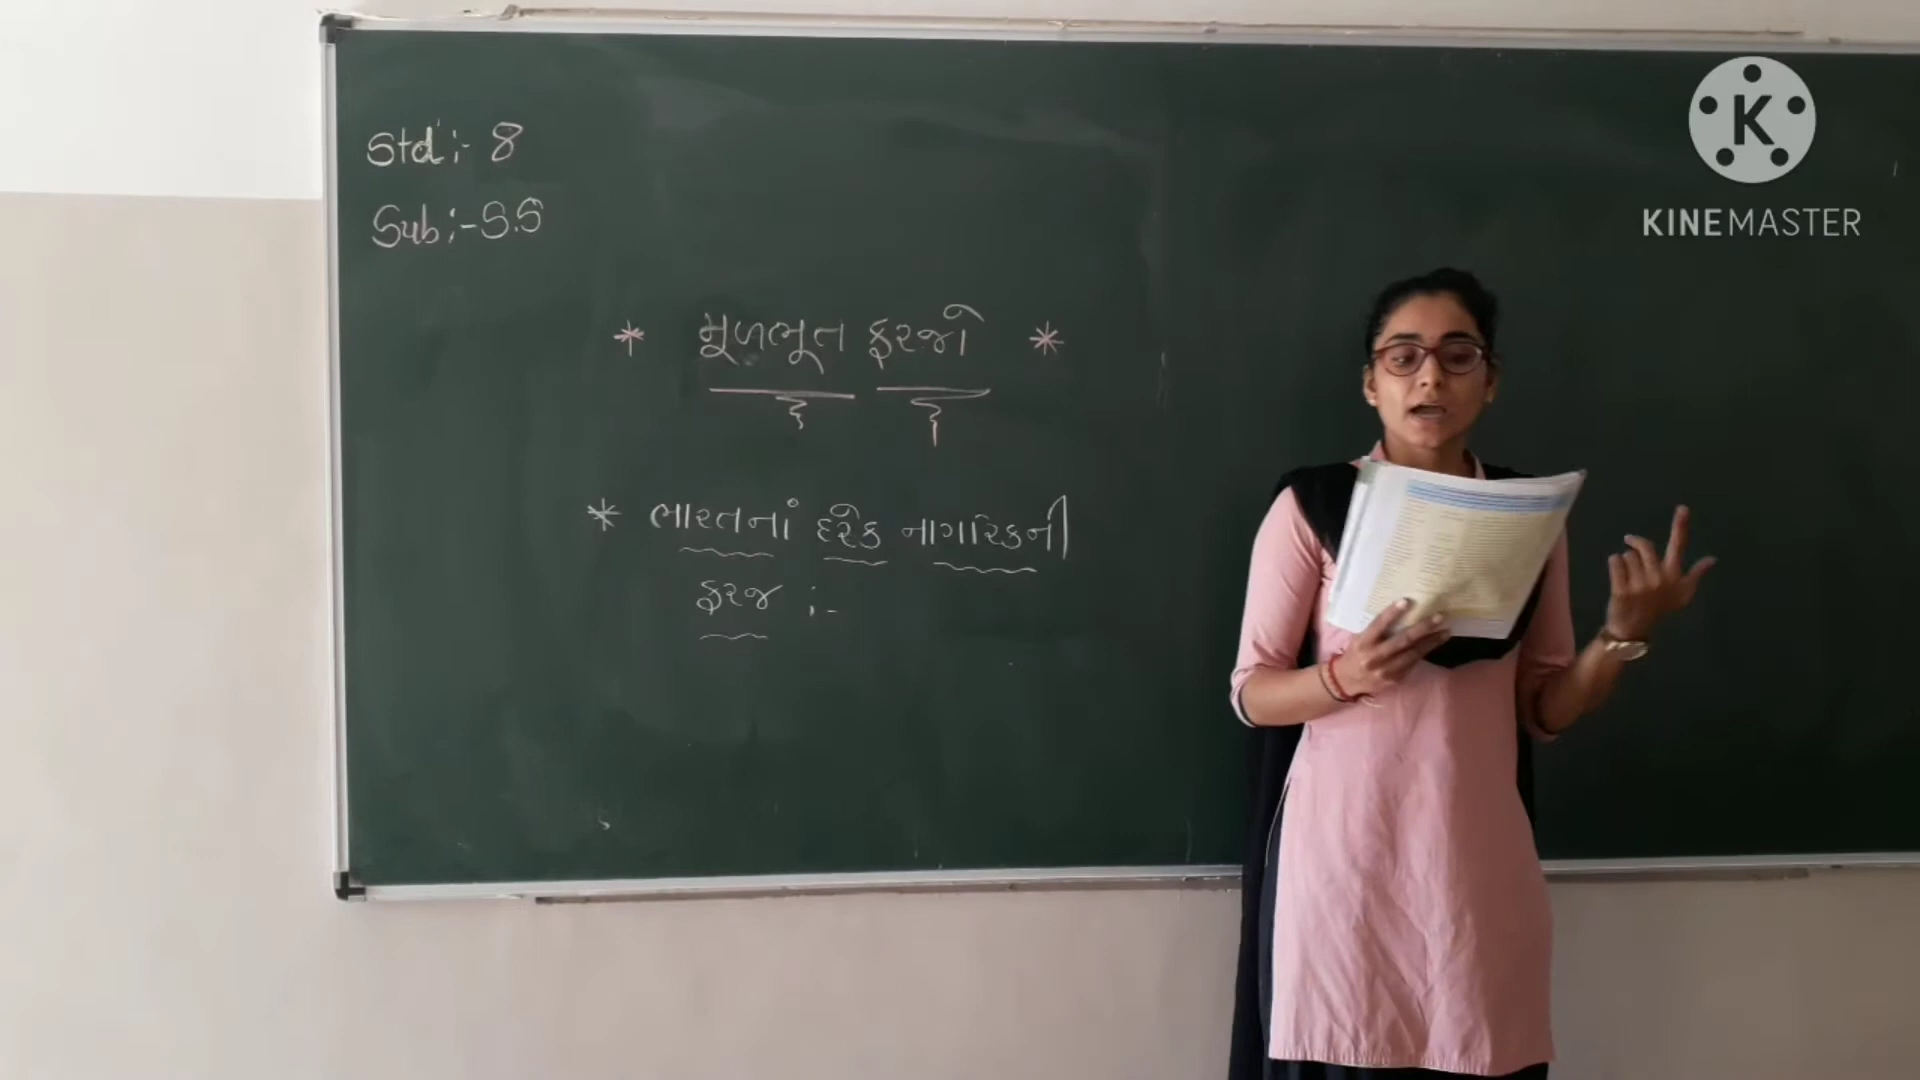 Std :- 8
Sub :- S.S
* મૂળભૂત ફરજો *
* ભારતનાં દરેક નાગરિકની
ફરજ :-
K
KINEMASTER